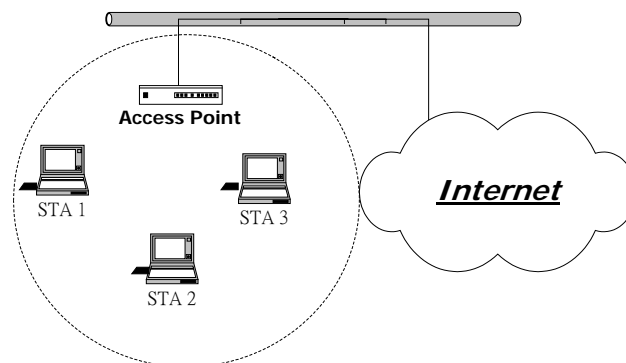 Access Point
STA 1
STA 3
Internet
STA 2